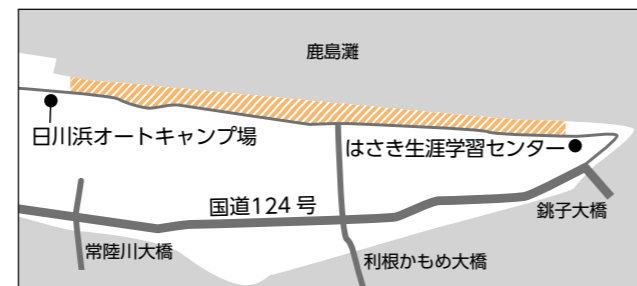 鹿島灘
日川浜オートキャンプ場
はさき生涯学習センター
国道124号
銚子大橋
常陸川大橋
利根かもめ大橋